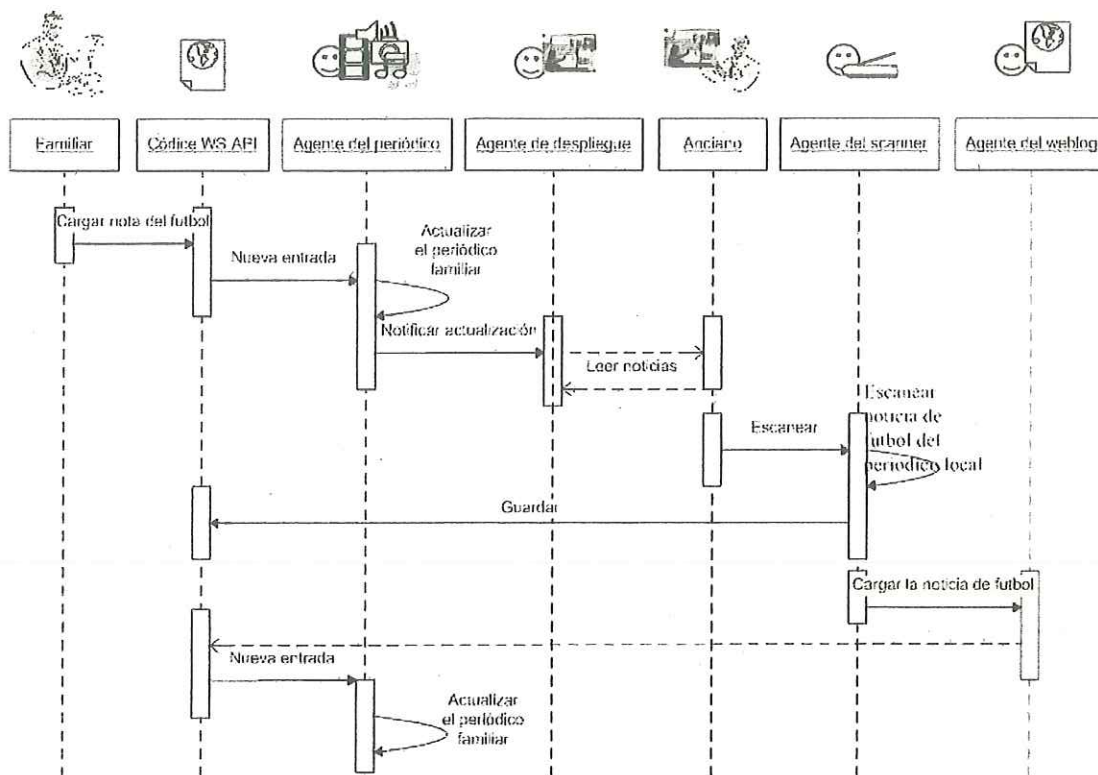 Familiar
Códice WS API
Agente del periódico
Agente de despliegue
Anciano
Agente del scanner
Agente del weblog
Cargar nota del futbol
Nueva entrada
Actualizar
el periódico
familiar
Notificar actualización
Leer noticias
Escanear
Escanear
noticia de
futbol del
periodico local
Guardar
Cargar la noticia de futbol
Nueva entrada
Actualizar
el periódico
familiar